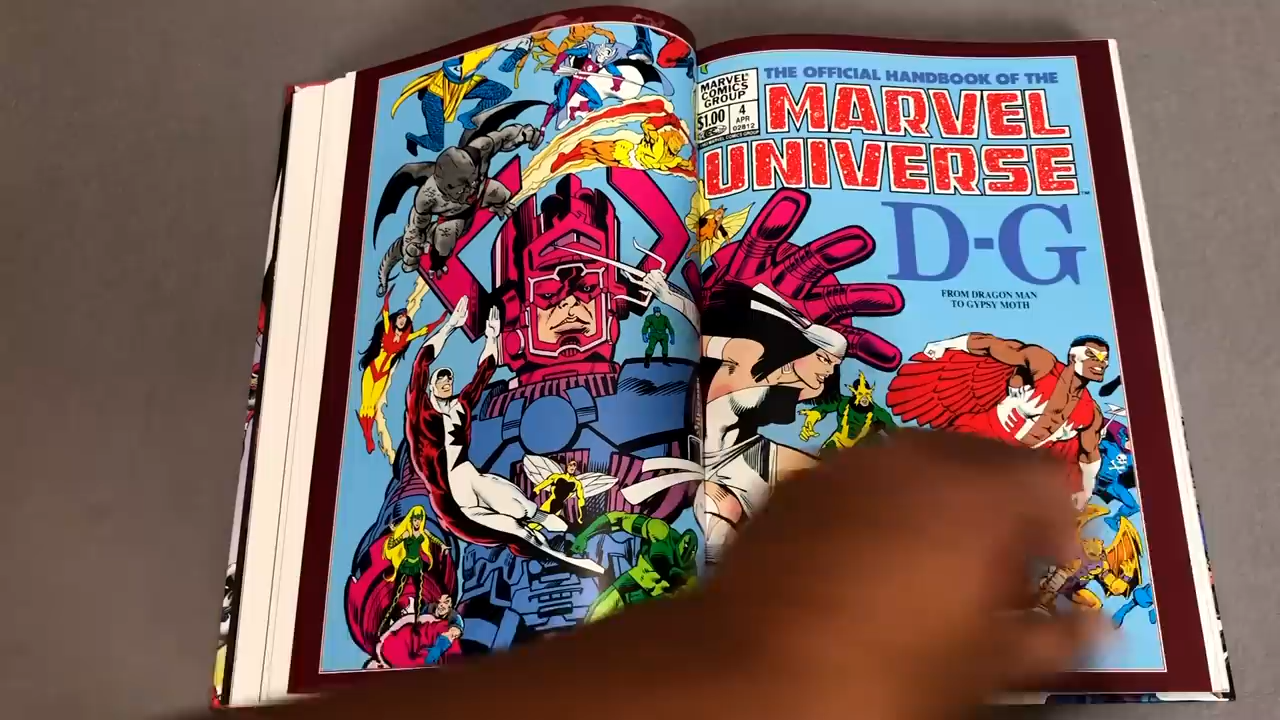 THE OFFICIAL HANDBOOK OF THE
MARVEL
COMICS
GROUP
$1.00
4
APR
02812
MARVEL
UNIVERSE
D-G
FROM DRAGON MAN
TO GYPSY MOTH